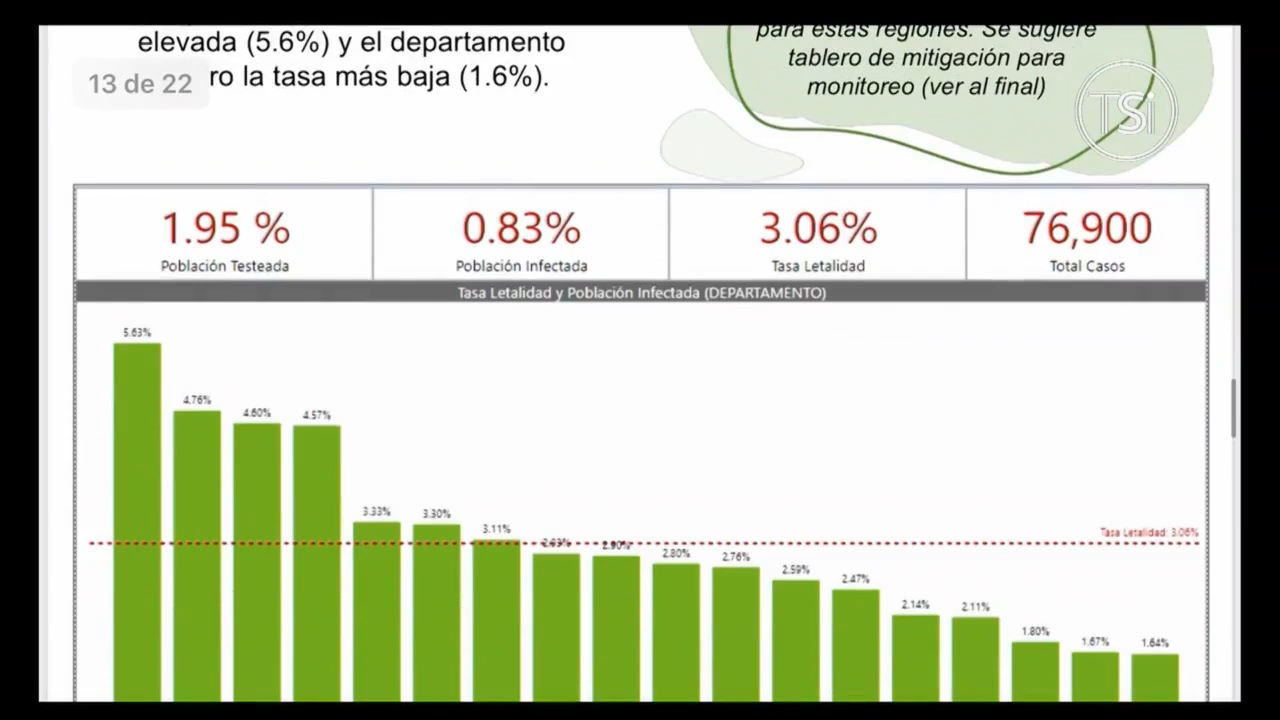 elevada (5.6%) y el departamento
13 de 22
ro la tasa más baja (1.6%).
para estas regiones. Se sugiere
tablero de mitigación para
monitoreo (ver al final)
TSi
1.95 %
Población Testeada
0.83%
Población Infectada
3.06%
Tasa Letalidad
76,900
Total Casos
Tasa Letalidad y Población Infectada (DEPARTAMENTO)
5.63%
4.76%
4.60%
4.57%
3.33%
3.30%
3.11%
2.93%
2.90%
2.80%
2.76%
2.59%
2.47%
2.14%
2.11%
1.80%
1.67%
1.64%
Tasa Letalidad: 3.06%